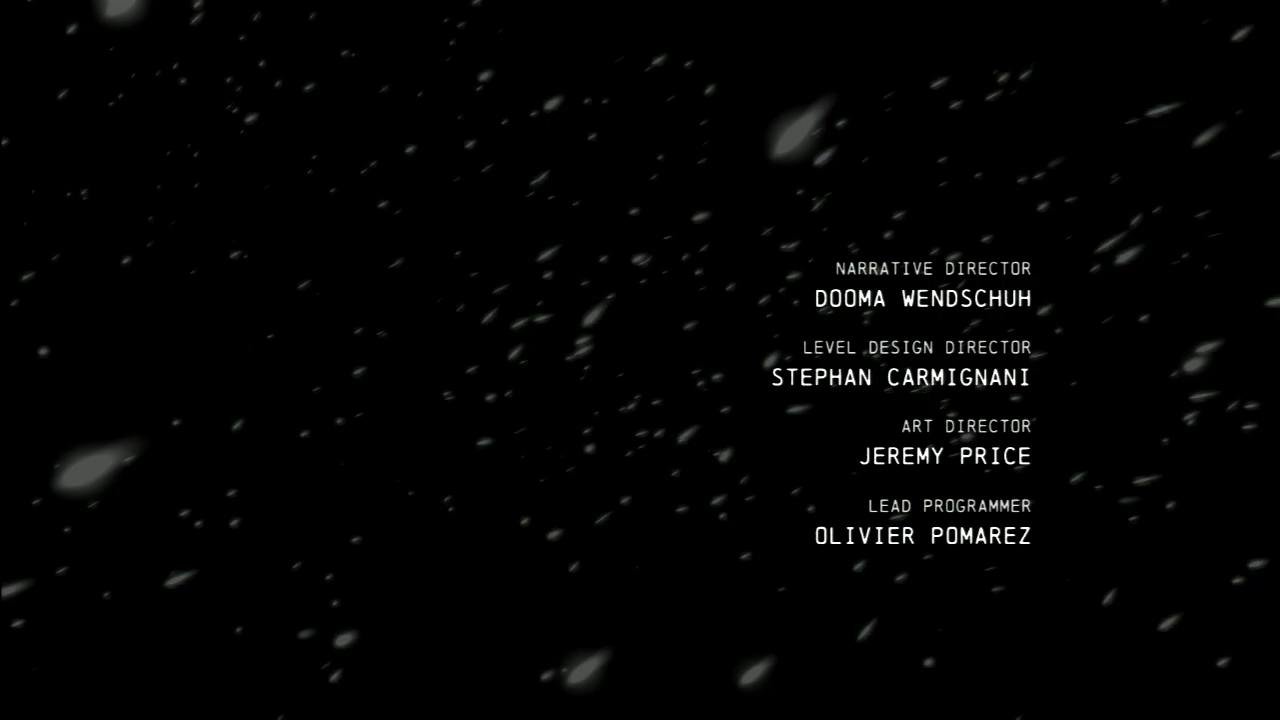 NARRATIVE DIRECTOR
DOOMA WENDSCHUH
LEVEL DESIGN DIRECTOR
STEPHAN CARMIGNANI
ART DIRECTOR
JEREMY PRICE
LEAD PROGRAMMER
OLIVIER POMAREZ